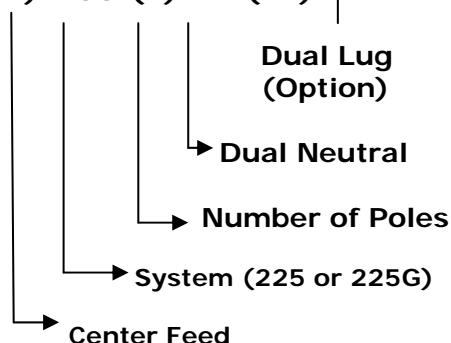 Dual Lug
(Option)
Dual Neutral
Number of Poles
System (225 or 225G)
Center Feed